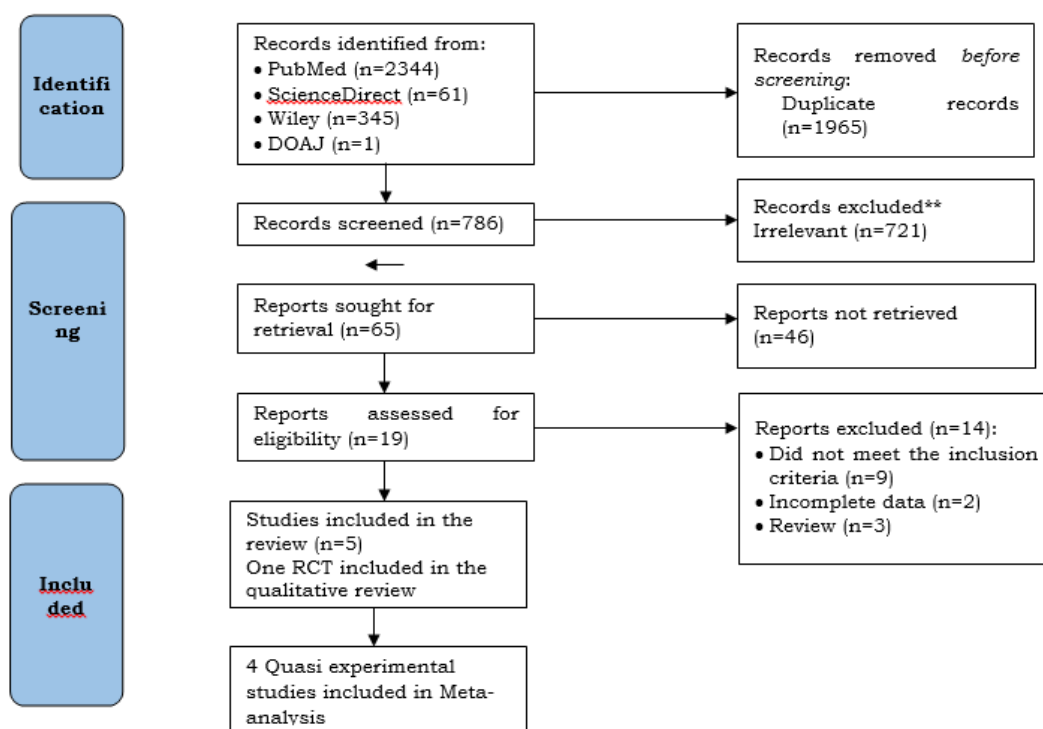 Identifi
cation
Records identified from:
• PubMed (n=2344)
• ScienceDirect (n=61)
• Wiley (n=345)
• DOAJ (n=1)
Records removed before
screening:
Duplicate records
(n=1965)
Screeni
ng
Records screened (n=786)
Records excluded**
Irrelevant (n=721)
Reports sought for
retrieval (n=65)
Reports not retrieved
(n=46)
Reports assessed for
eligibility (n=19)
Reports excluded (n=14):
• Did not meet the inclusion
criteria (n=9)
• Incomplete data (n=2)
• Review (n=3)
Inclu
ded
Studies included in the
review (n=5)
One RCT included in the
qualitative review
4 Quasi experimental
studies included in Meta-
analysis